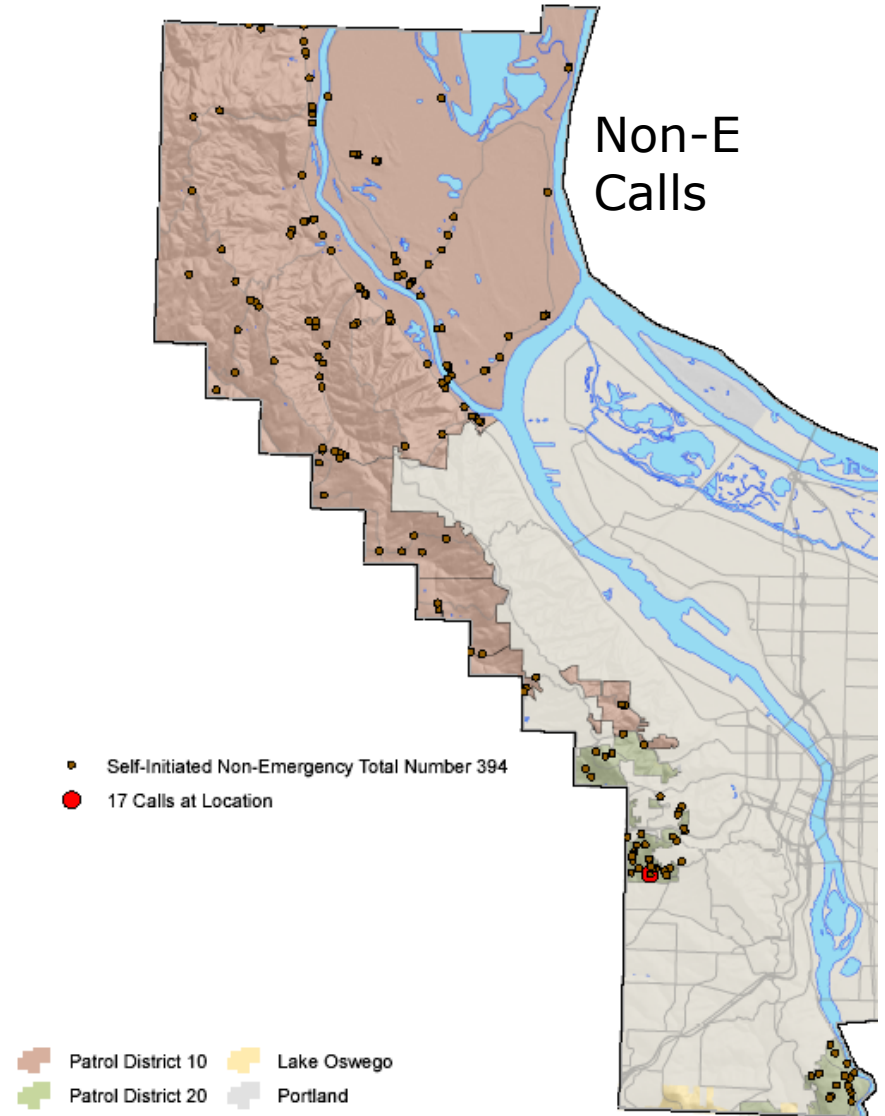 Non-E
Calls
Self-Initiated Non-Emergency Total Number 394
17 Calls at Location
Patrol District 10
Lake Oswego
Patrol District 20
Portland